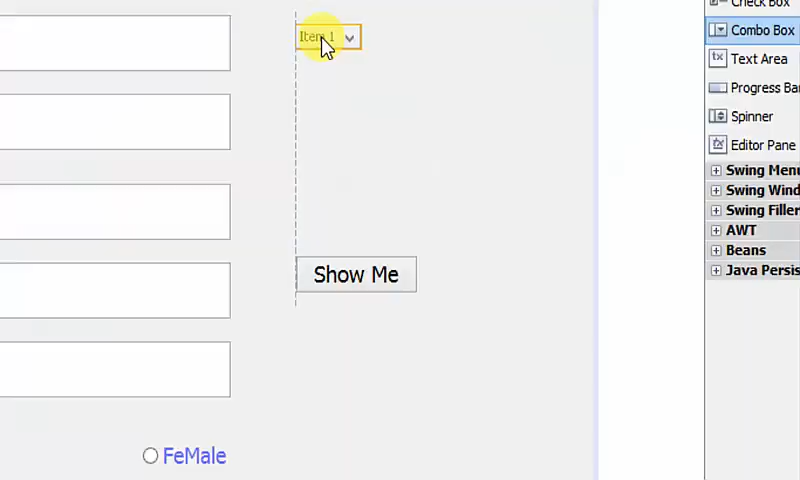 Item 1
Show Me
FeMale
Check Box
Combo Box
Text Area
Progress Ba
Spinner
Editor Pane
Swing Menu
Swing Wind
Swing Filler
AWT
Beans
Java Persis